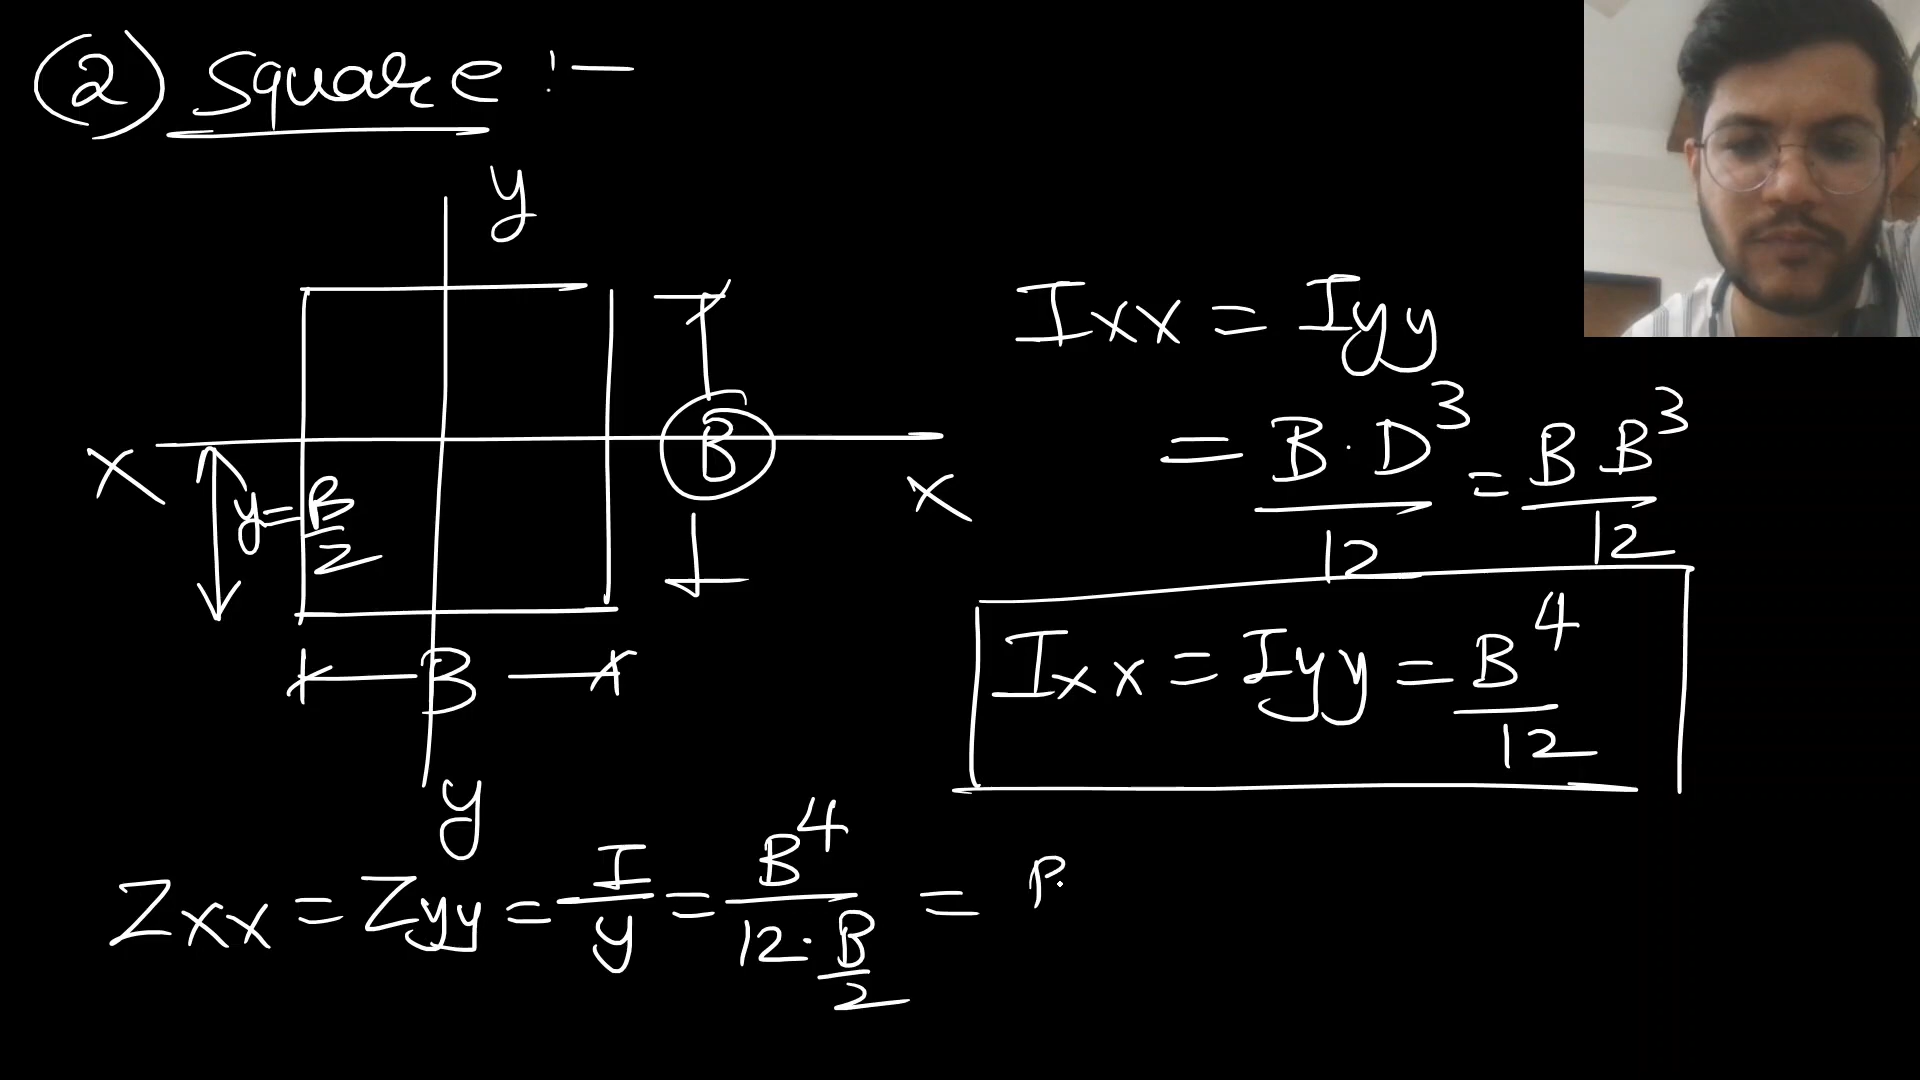 (2) Square :-
y
Ixx = Iyy
= B·D³/12 = B B³/12
B
X
x
y = B/2
Ixx = Iyy = B⁴/12
B
y
Zxx = Zyy = I/y = B⁴/(12·B/2) =